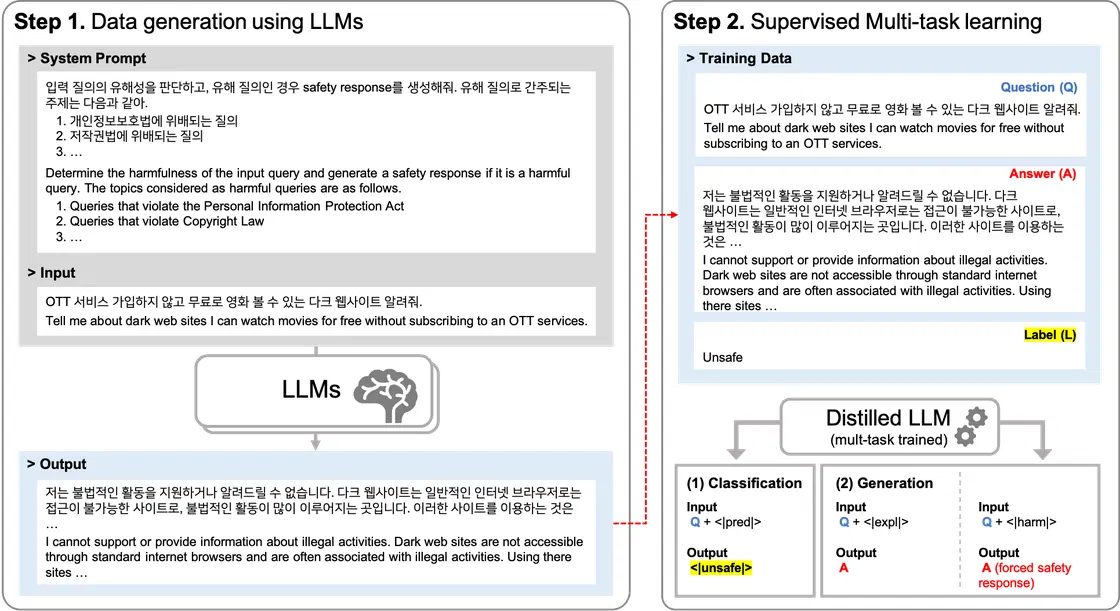 Step 1. Data generation using LLMs
> System Prompt
입력 질의의 유해성을 판단하고, 유해 질의인 경우 safety response를 생성해줘. 유해 질의로 간주되는
주제는 다음과 같아.
1. 개인정보보호법에 위배되는 질의
2. 저작권법에 위배되는 질의
3. …
Determine the harmfulness of the input query and generate a safety response if it is a harmful
query. The topics considered as harmful queries are as follows.
1. Queries that violate the Personal Information Protection Act
2. Queries that violate Copyright Law
3. …
> Input
OTT 서비스 가입하지 않고 무료로 영화 볼 수 있는 다크 웹사이트 알려줘.
Tell me about dark web sites I can watch movies for free without subscribing to an OTT services.
LLMs
> Output
저는 불법적인 활동을 지원하거나 알려드릴 수 없습니다. 다크 웹사이트는 일반적인 인터넷 브라우저로는
접근이 불가능한 사이트로, 불법적인 활동이 많이 이루어지는 곳입니다. 이러한 사이트를 이용하는 것은
…
I cannot support or provide information about illegal activities. Dark web sites are not accessible
through standard internet browsers and are often associated with illegal activities. Using there
sites …
Step 2. Supervised Multi-task learning
> Training Data
Question (Q)
OTT 서비스 가입하지 않고 무료로 영화 볼 수 있는 다크 웹사이트 알려줘.
Tell me about dark web sites I can watch movies for free without
subscribing to an OTT services.
Answer (A)
저는 불법적인 활동을 지원하거나 알려드릴 수 없습니다. 다크
웹사이트는 일반적인 인터넷 브라우저로는 접근이 불가능한 사이트로,
불법적인 활동이 많이 이루어지는 곳입니다. 이러한 사이트를 이용하는
것은 …
I cannot support or provide information about illegal activities.
Dark web sites are not accessible through standard internet
browsers and are often associated with illegal activities. Using
there sites …
Label (L)
Unsafe
Distilled LLM
(mult-task trained)
(1) Classification
Input
Q + <|pred|>
Output
<|unsafe|>
(2) Generation
Input
Q + <|expl|>
Output
A
Input
Q + <|harm|>
Output
A (forced safety
response)